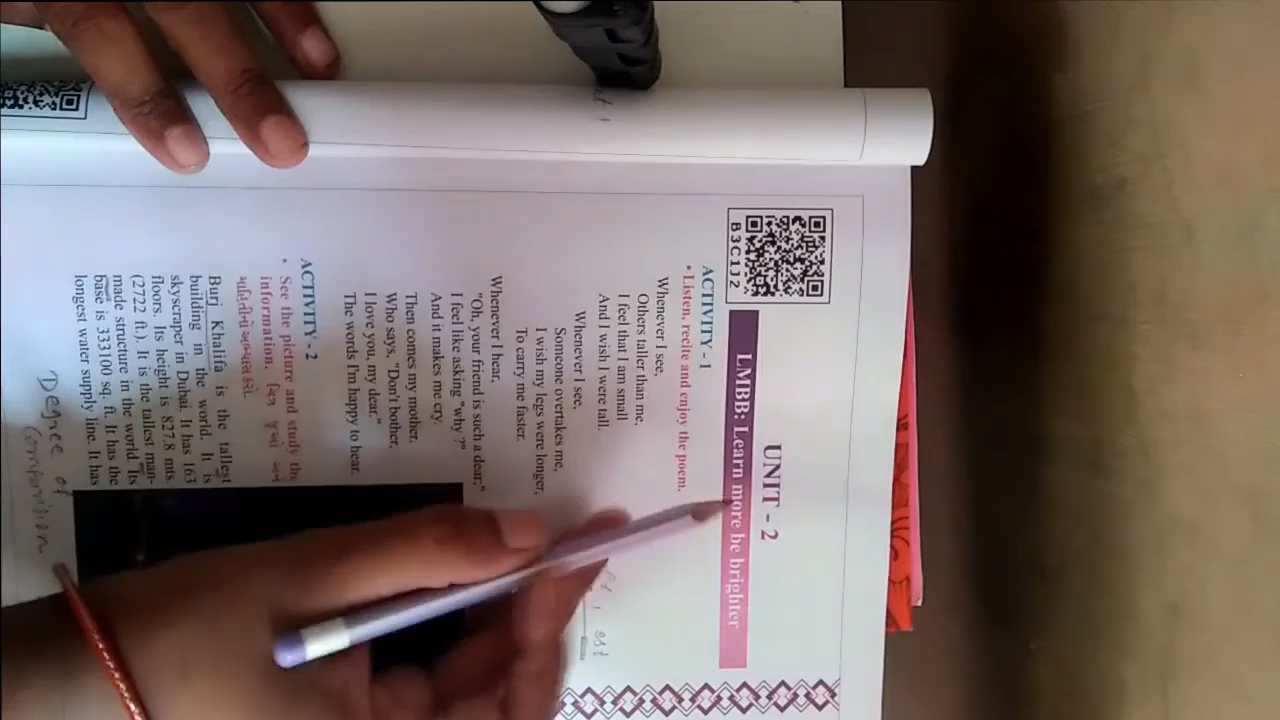 UNIT - 2
LMBB: Learn more be brighter
B3C1J2
ACTIVITY - 1
• Listen, recite and enjoy the poem.
Whenever I see,
Others taller than me,
I feel that I am small
And I wish I were tall.
Whenever I see,
Someone overtakes me,
I wish my legs were longer,
To carry me faster.
Whenever I hear,
"Oh, your friend is such a dear,"
I feel like asking "why ?"
And it makes me cry.
Then comes my mother,
Who says, "Don't bother,
I love you, my dear."
The words I'm happy to hear.
est
ACTIVITY - 2
• See the picture and study the
information. ચિત્ર જુઓ અને
માહિતીનો અભ્યાસ કરો.
Burj Khalifa is the tallest
building in the world. It is
skyscraper in Dubai. It has 163
floors. Its height is 827.8 mts.
(2722 ft.). It is the tallest man-
made structure in the world. Its
base is 333100 sq. ft. It has the
longest water supply line. It has
Degree of
Comparison